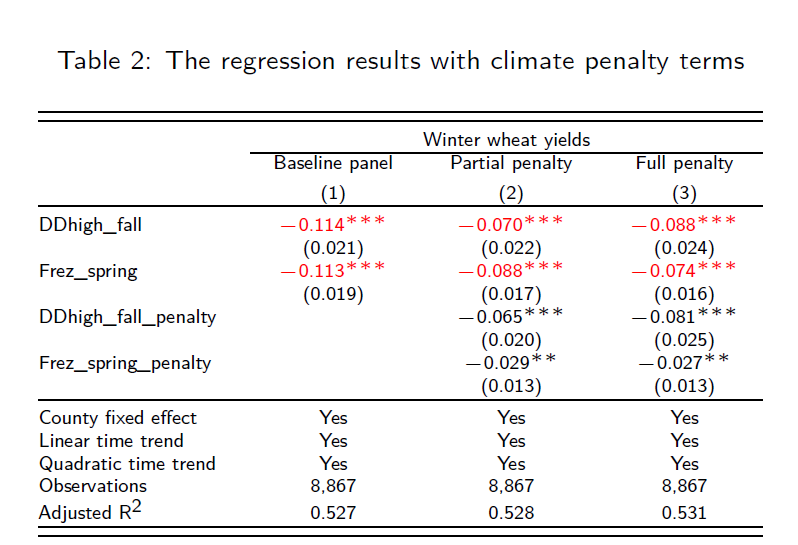 Table 2: The regression results with climate penalty terms
Winter wheat yields
Baseline panel Partial penalty Full penalty
(1) (2) (3)
DDhigh_fall −0.114*** −0.070*** −0.088***
(0.021) (0.022) (0.024)
Frez_spring −0.113*** −0.088*** −0.074***
(0.019) (0.017) (0.016)
DDhigh_fall_penalty −0.065*** −0.081***
(0.020) (0.025)
Frez_spring_penalty −0.029** −0.027**
(0.013) (0.013)
County fixed effect Yes Yes Yes
Linear time trend Yes Yes Yes
Quadratic time trend Yes Yes Yes
Observations 8,867 8,867 8,867
Adjusted R2 0.527 0.528 0.531